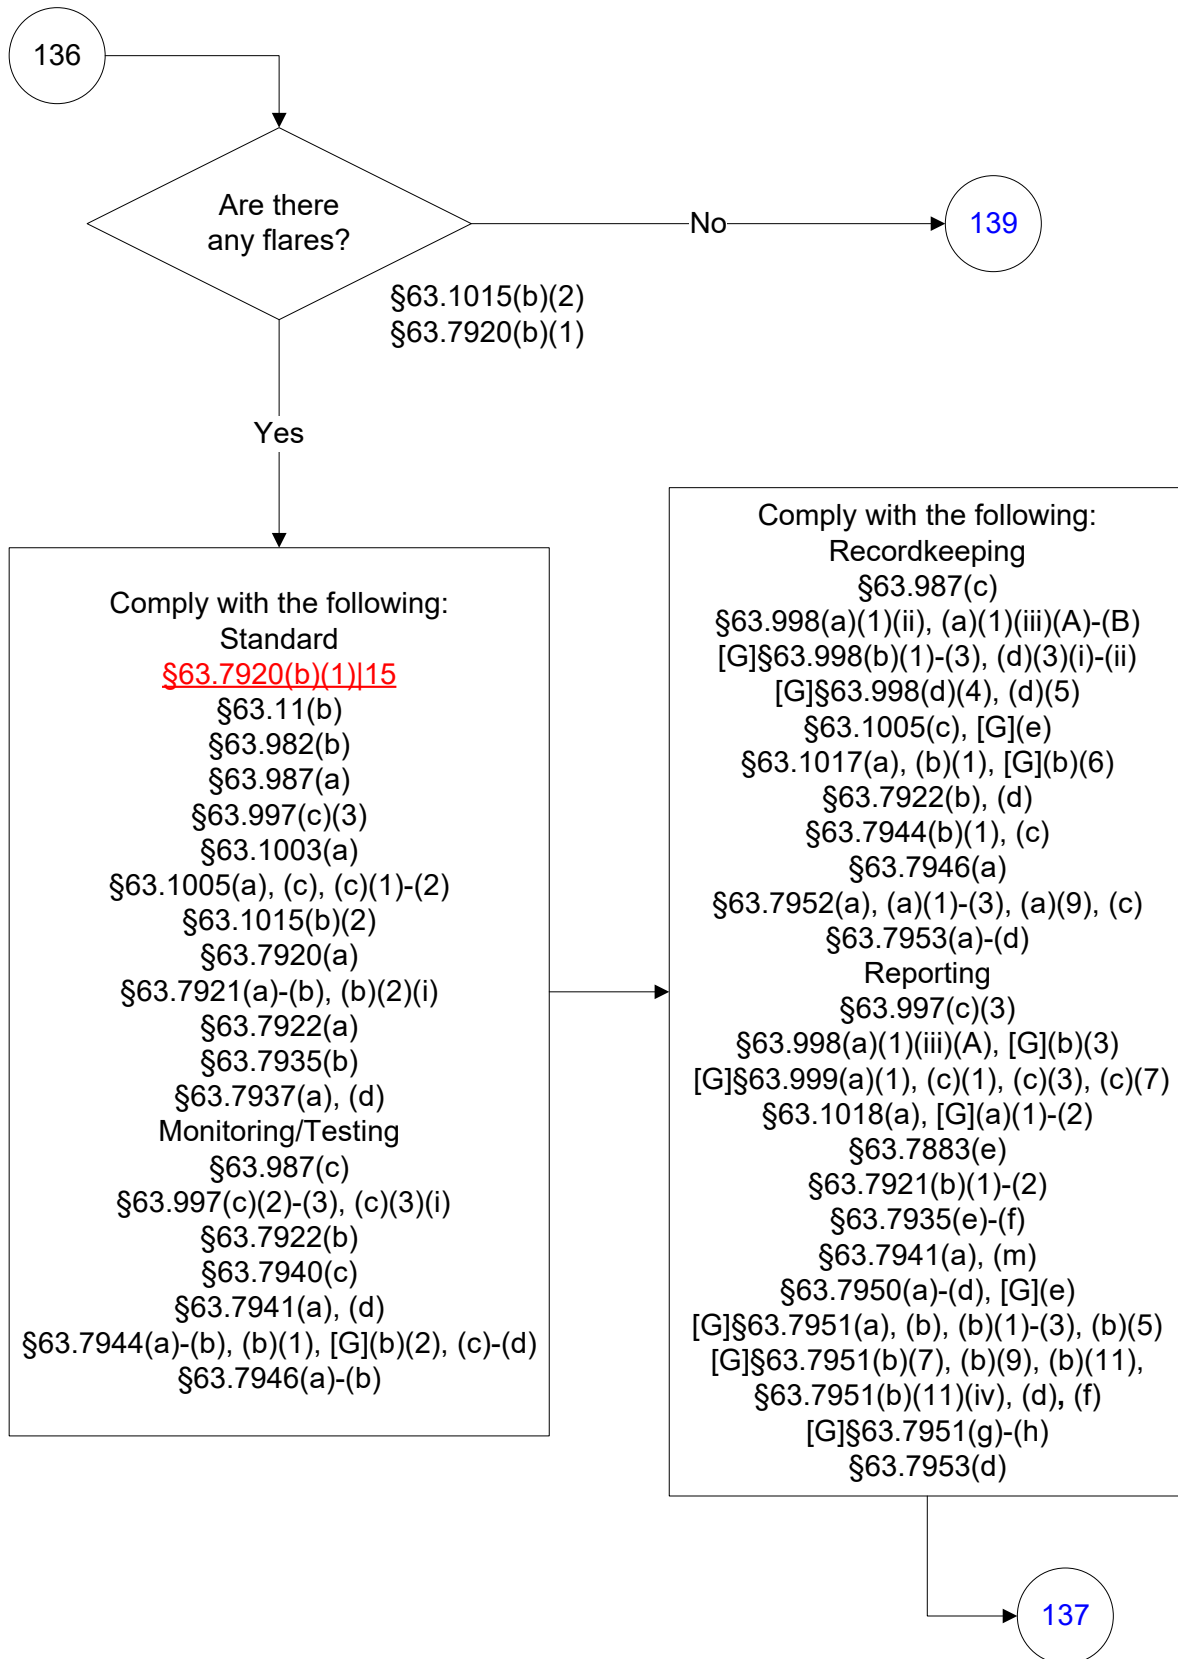 136
Are there
any flares?
No
139
§63.1015(b)(2)
§63.7920(b)(1)
Yes
Comply with the following:
Standard
§63.7920(b)(1)|15
§63.11(b)
§63.982(b)
§63.987(a)
§63.997(c)(3)
§63.1003(a)
§63.1005(a), (c), (c)(1)-(2)
§63.1015(b)(2)
§63.7920(a)
§63.7921(a)-(b), (b)(2)(i)
§63.7922(a)
§63.7935(b)
§63.7937(a), (d)
Monitoring/Testing
§63.987(c)
§63.997(c)(2)-(3), (c)(3)(i)
§63.7922(b)
§63.7940(c)
§63.7941(a), (d)
§63.7944(a)-(b), (b)(1), [G](b)(2), (c)-(d)
§63.7946(a)-(b)
Comply with the following:
Recordkeeping
§63.987(c)
§63.998(a)(1)(ii), (a)(1)(iii)(A)-(B)
[G]§63.998(b)(1)-(3), (d)(3)(i)-(ii)
[G]§63.998(d)(4), (d)(5)
§63.1005(c), [G](e)
§63.1017(a), (b)(1), [G](b)(6)
§63.7922(b), (d)
§63.7944(b)(1), (c)
§63.7946(a)
§63.7952(a), (a)(1)-(3), (a)(9), (c)
§63.7953(a)-(d)
Reporting
§63.997(c)(3)
§63.998(a)(1)(iii)(A), [G](b)(3)
[G]§63.999(a)(1), (c)(1), (c)(3), (c)(7)
§63.1018(a), [G](a)(1)-(2)
§63.7883(e)
§63.7921(b)(1)-(2)
§63.7935(e)-(f)
§63.7941(a), (m)
§63.7950(a)-(d), [G](e)
[G]§63.7951(a), (b), (b)(1)-(3), (b)(5)
[G]§63.7951(b)(7), (b)(9), (b)(11),
§63.7951(b)(11)(iv), (d), (f)
[G]§63.7951(g)-(h)
§63.7953(d)
137